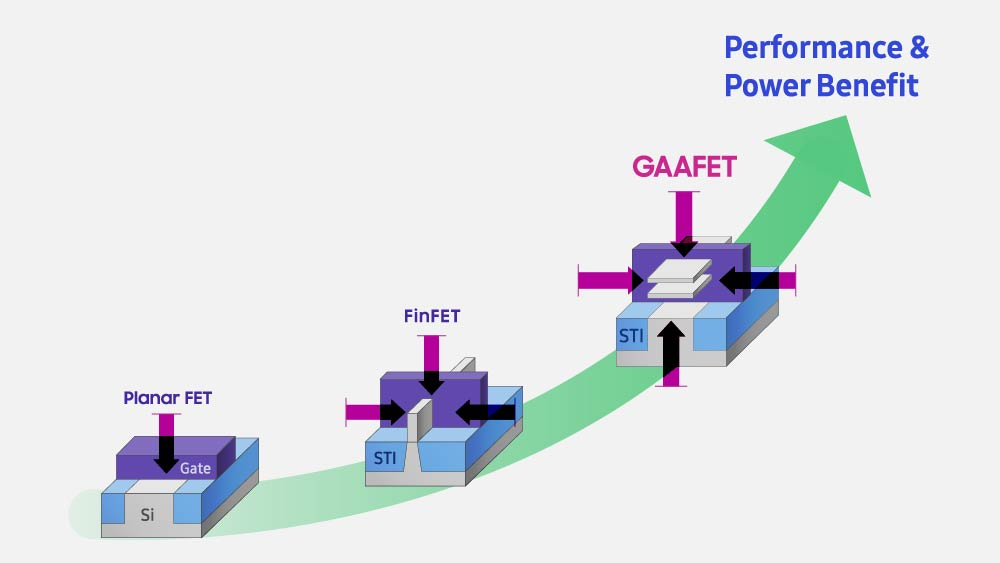 Performance &
Power Benefit
GAAFET
STI
FinFET
STI
Planar FET
Gate
Si